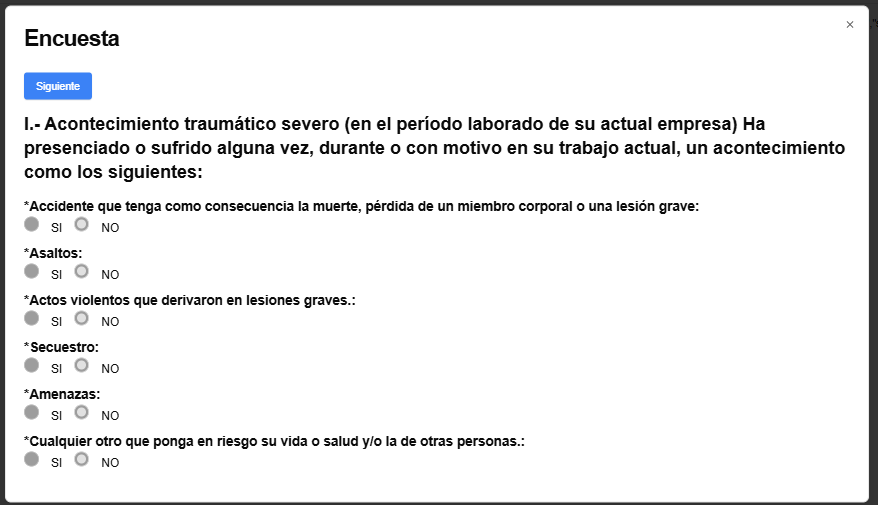 Encuesta
×
Siguiente
I.- Acontecimiento traumático severo (en el período laborado de su actual empresa) Ha
presenciado o sufrido alguna vez, durante o con motivo en su trabajo actual, un acontecimiento
como los siguientes:
*Accidente que tenga como consecuencia la muerte, pérdida de un miembro corporal o una lesión grave:
SI NO
*Asaltos:
SI NO
*Actos violentos que derivaron en lesiones graves.:
SI NO
*Secuestro:
SI NO
*Amenazas:
SI NO
*Cualquier otro que ponga en riesgo su vida o salud y/o la de otras personas.:
SI NO